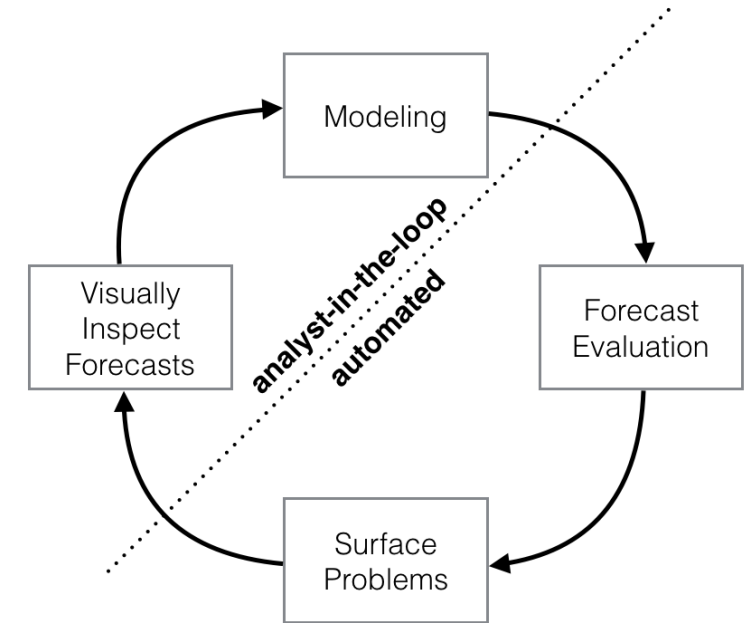 Modeling
analyst-in-the-loop
automated
Visually
Inspect
Forecasts
Forecast
Evaluation
Surface
Problems